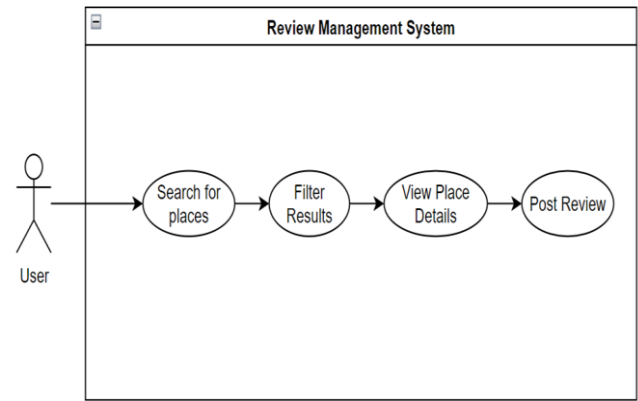 Review Management System
Search for
places
Filter
Results
View Place
Details
Post Review
User